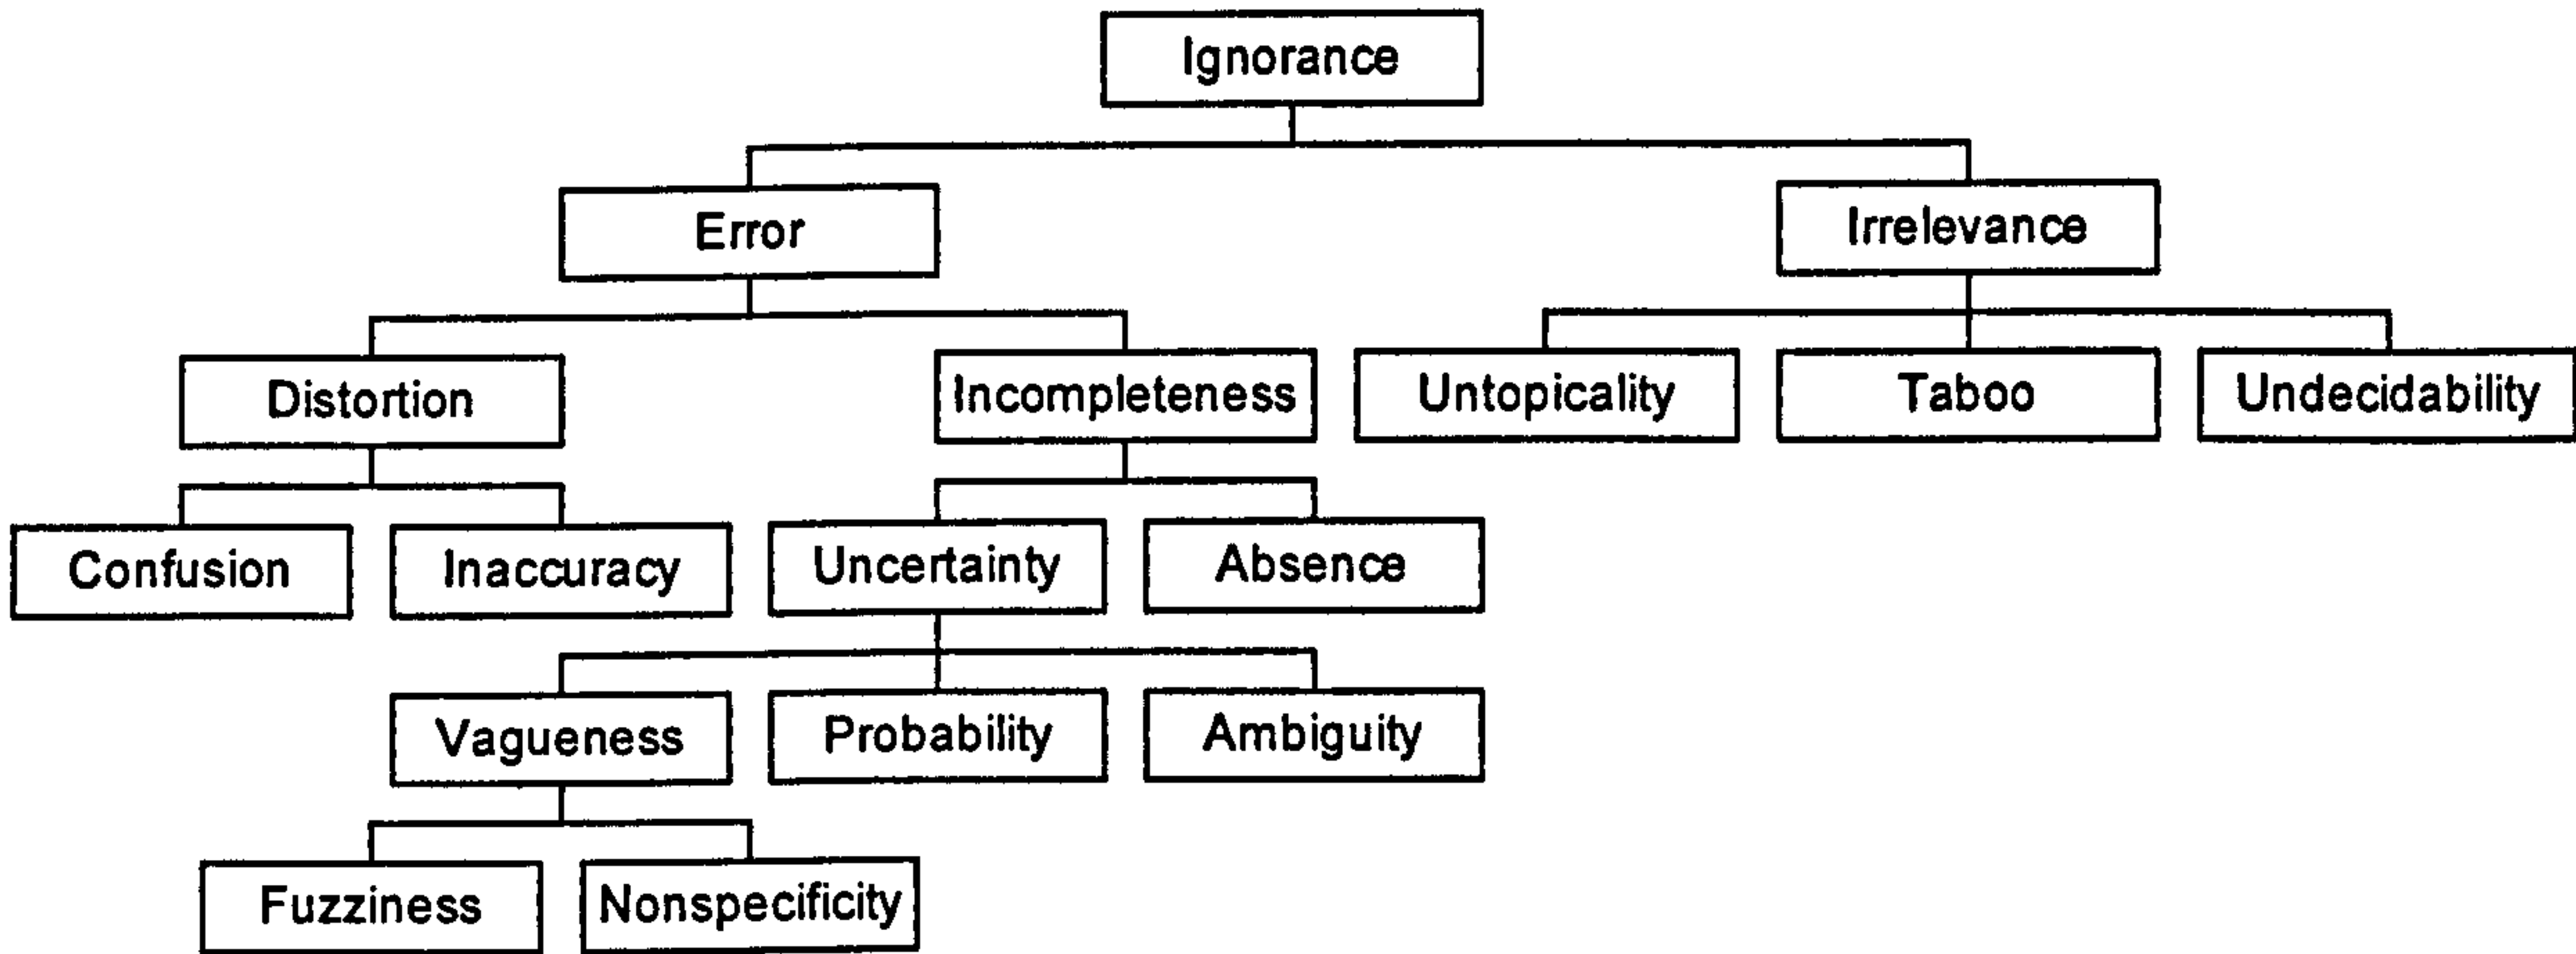 Ignorance
Error
Irrelevance
Distortion
Incompleteness
Untopicality
Taboo
Undecidability
Confusion
Inaccuracy
Uncertainty
Absence
Vagueness
Probability
Ambiguity
Fuzziness
Nonspecificity